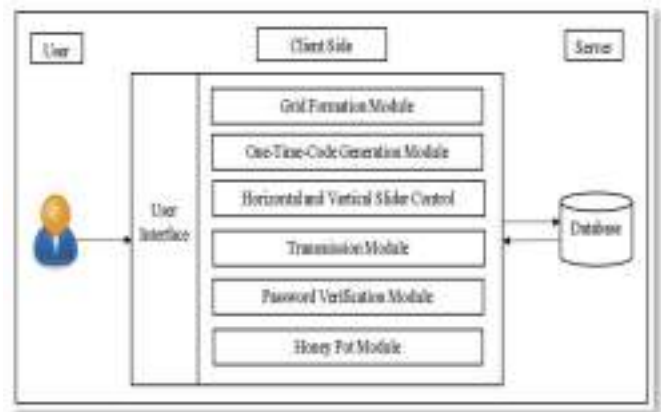 User
Client Side
Server
Grid Formation Module
One-Time-Code Generation Module
Horizontal and Vertical Slider Control
User
Interface
Transmission Module
Database
Password Verification Module
Honey Pot Module